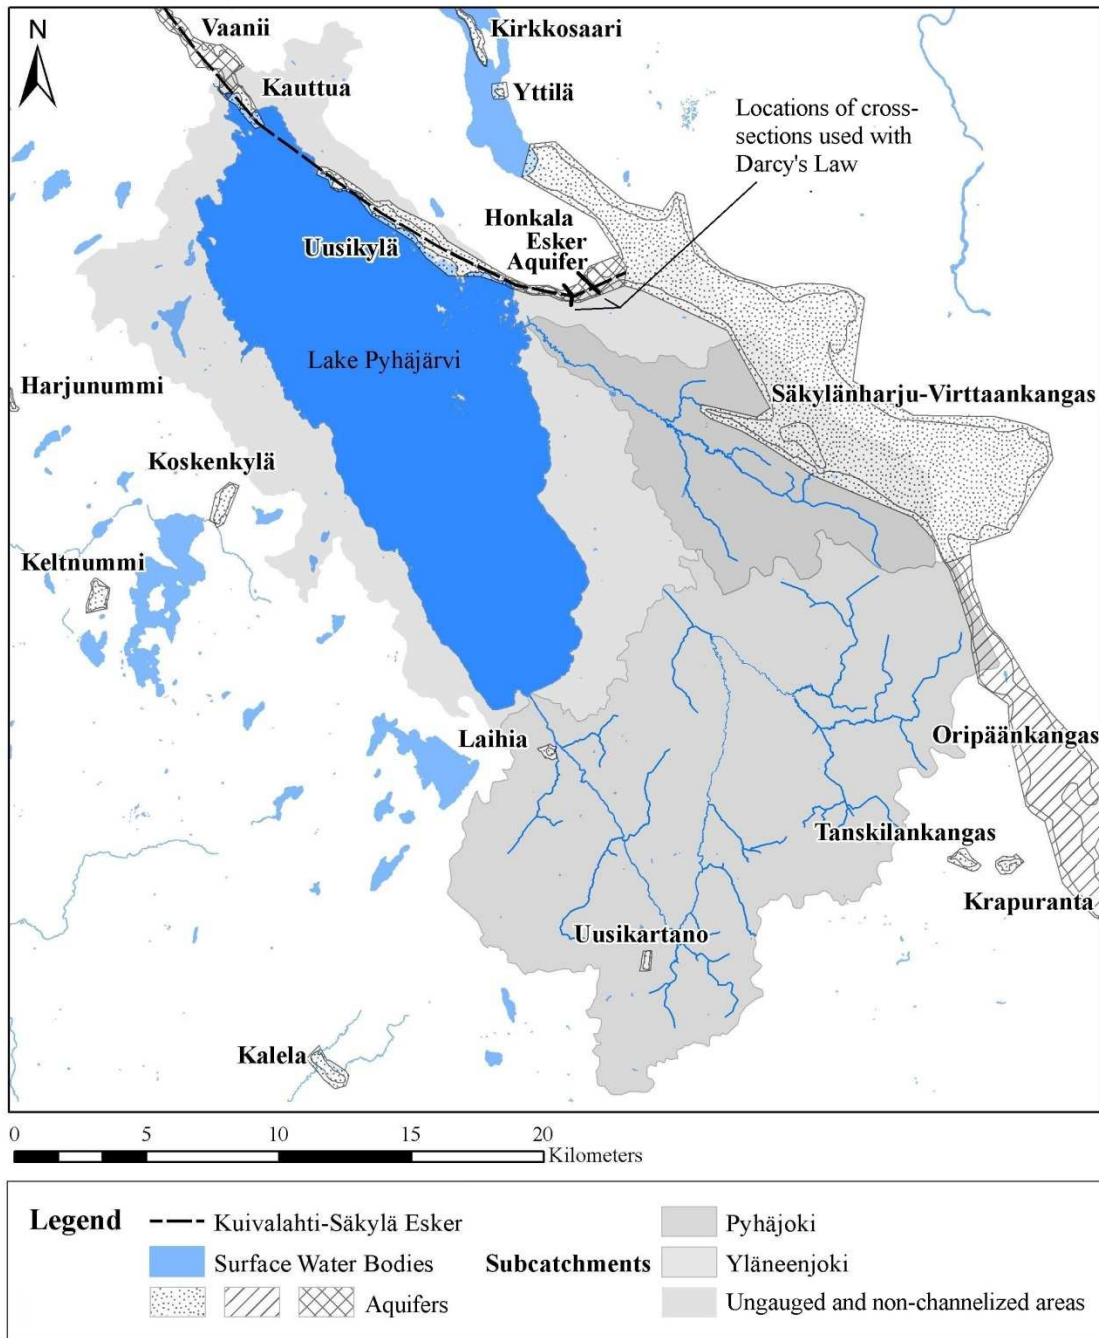 N
Vaanii
Kirkkosaari
Kauttua
Yttilä
Locations of cross-
sections used with
Darcy's Law
Honkala
Esker
Aquifer
Uusikylä
Lake Pyhäjärvi
Harjunummi
Säkylänharju-Virttaankangas
Koskenkylä
Keltnummi
Laihia
Oripäänkangas
Tanskilankangas
Krapuranta
Uusikartano
Kalela
0 5 10 15 20
Kilometers
Legend
Kuivalahti-Säkylä Esker
Surface Water Bodies
Aquifers
Subcatchments
Pyhäjoki
Yläneenjoki
Ungauged and non-channelized areas